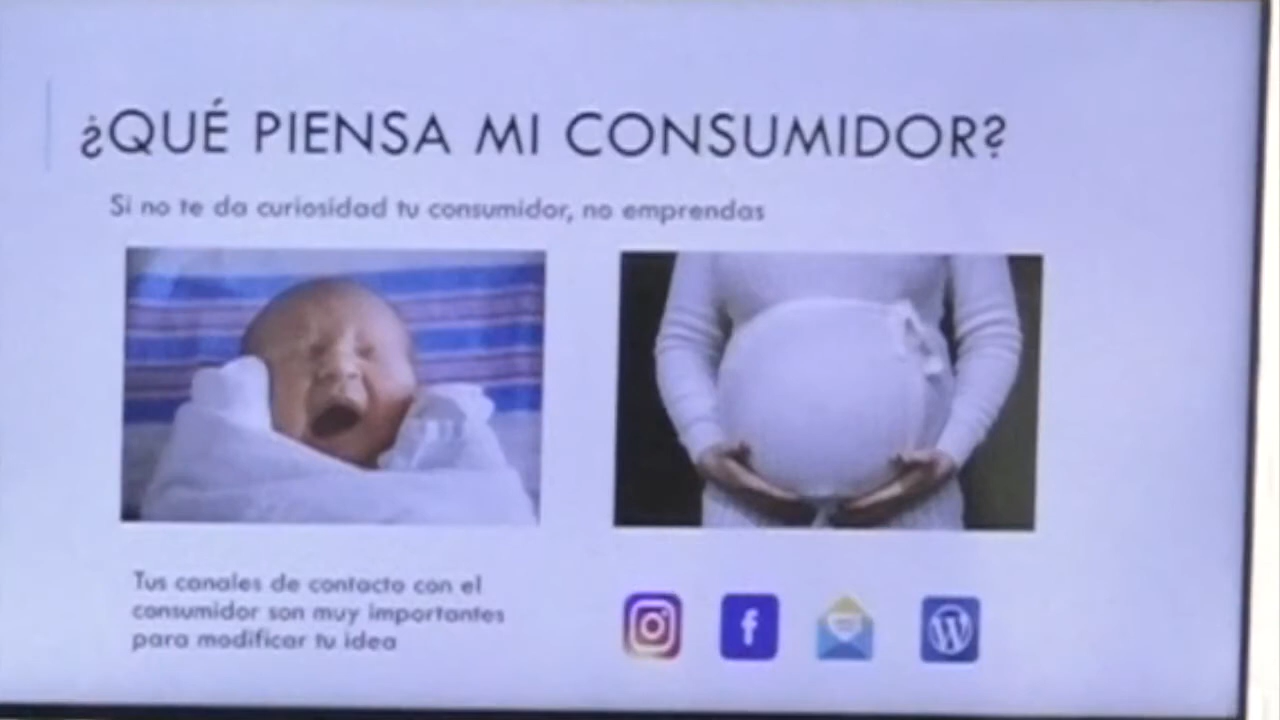 ¿QUÉ PIENSA MI CONSUMIDOR?
Si no te da curiosidad tu consumidor, no emprendas
Tus canales de contacto con el
consumidor son muy importantes
para modificar tu idea